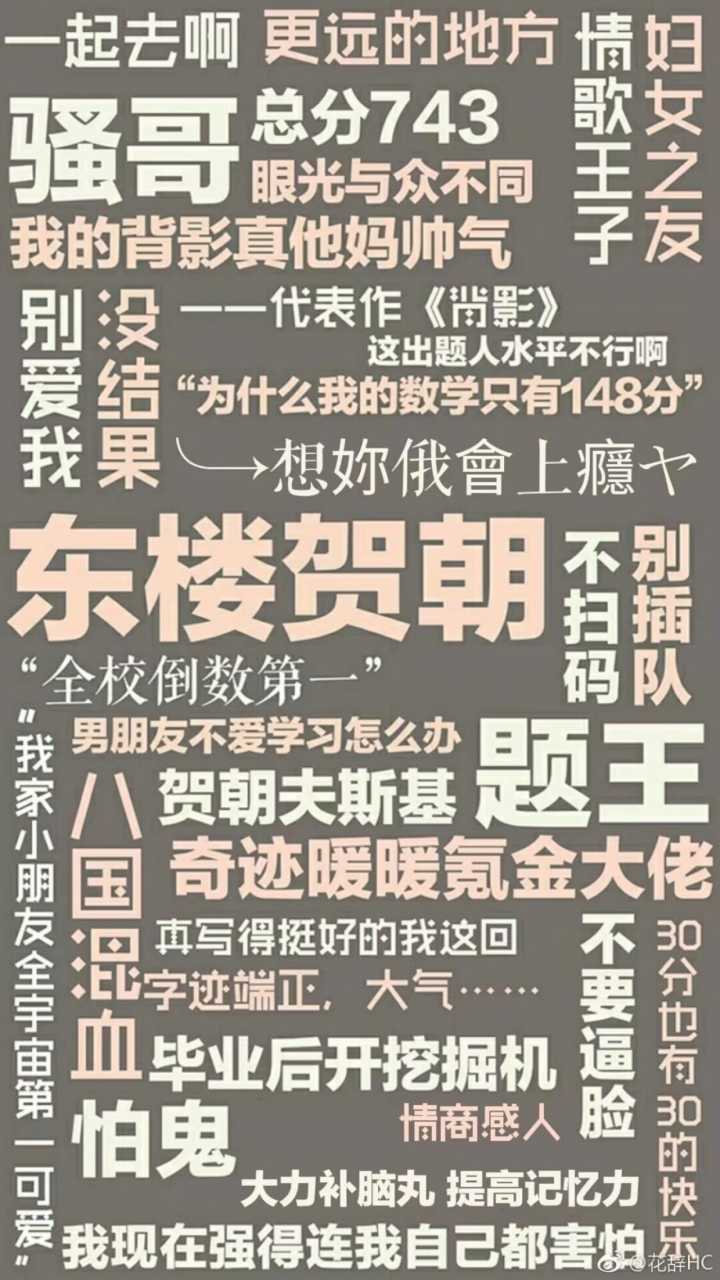 一起去啊
更远的地方
情歌王子
妇女之友
骚哥
总分743
眼光与众不同
我的背影真他妈帅气
别爱我
没结果
——代表作《背影》
这出题人水平不行啊
“为什么我的数学只有148分”
想妳俄會上癮ヤ
东楼贺朝
不扫码
别插队
“全校倒数第一”
男朋友不爱学习怎么办
题王
“我家小朋友全宇宙第一可爱”
八国混血
贺朝夫斯基
奇迹暖暖氪金大佬
真写得挺好的我这回
字迹端正，大气……
不要逼脸
30分也有30的快乐
毕业后开挖掘机
怕鬼
情商感人
大力补脑丸 提高记忆力
我现在强得连我自己都害怕
@花辞HC